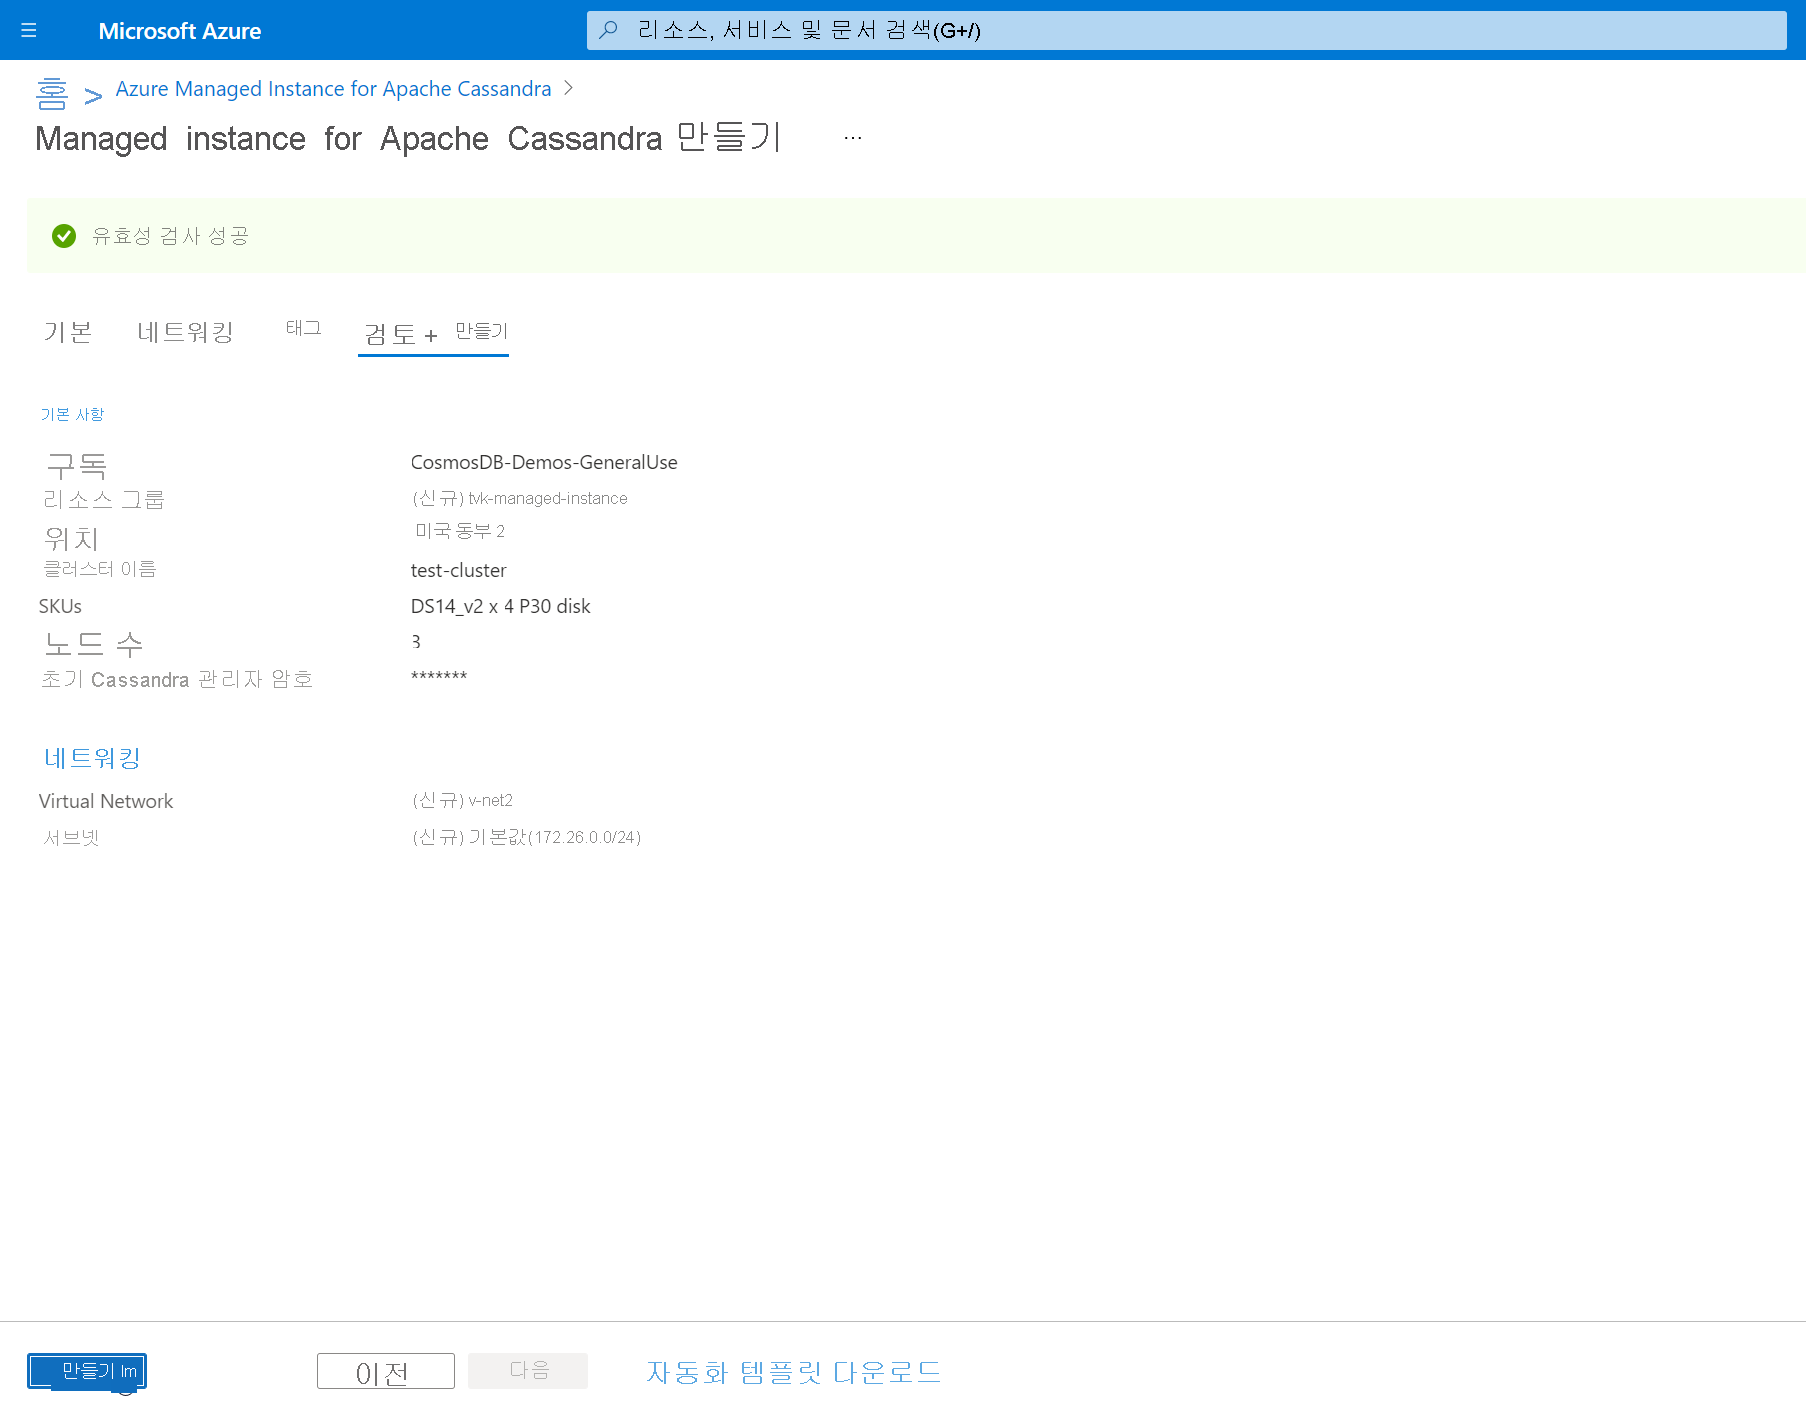 Microsoft Azure
리소스, 서비스 및 문서 검색(G+/)
홈 > Azure Managed Instance for Apache Cassandra >
Managed instance for Apache Cassandra 만들기 ...
유효성 검사 성공
기본 네트워킹 태그 검토 + 만들기
기본 사항
구독 CosmosDB-Demos-GeneralUse
리소스 그룹 (신규) tvk-managed-instance
위치 미국 동부 2
클러스터 이름 test-cluster
SKUs DS14_v2 x 4 P30 disk
노드 수 3
초기 Cassandra 관리자 암호 *******
네트워킹
Virtual Network (신규) v-net2
서브넷 (신규) 기본값(172.26.0.0/24)
만들기 Im 이전 다음 자동화 템플릿 다운로드